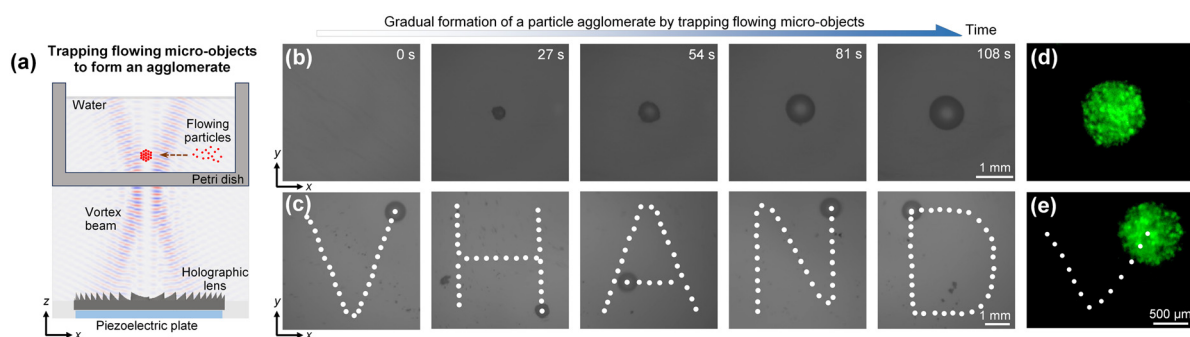 Gradual formation of a particle agglomerate by trapping flowing micro-objects
Time
(a)
Trapping flowing micro-objects
to form an agglomerate
Water
Flowing
particles
Petri dish
Vortex
beam
Holographic
lens
Piezoelectric plate
z
x
(b)
0 s
27 s
54 s
81 s
108 s
1 mm
y
x
(c)
V H A N D
1 mm
y
x
(d)
(e)
V
500 µm